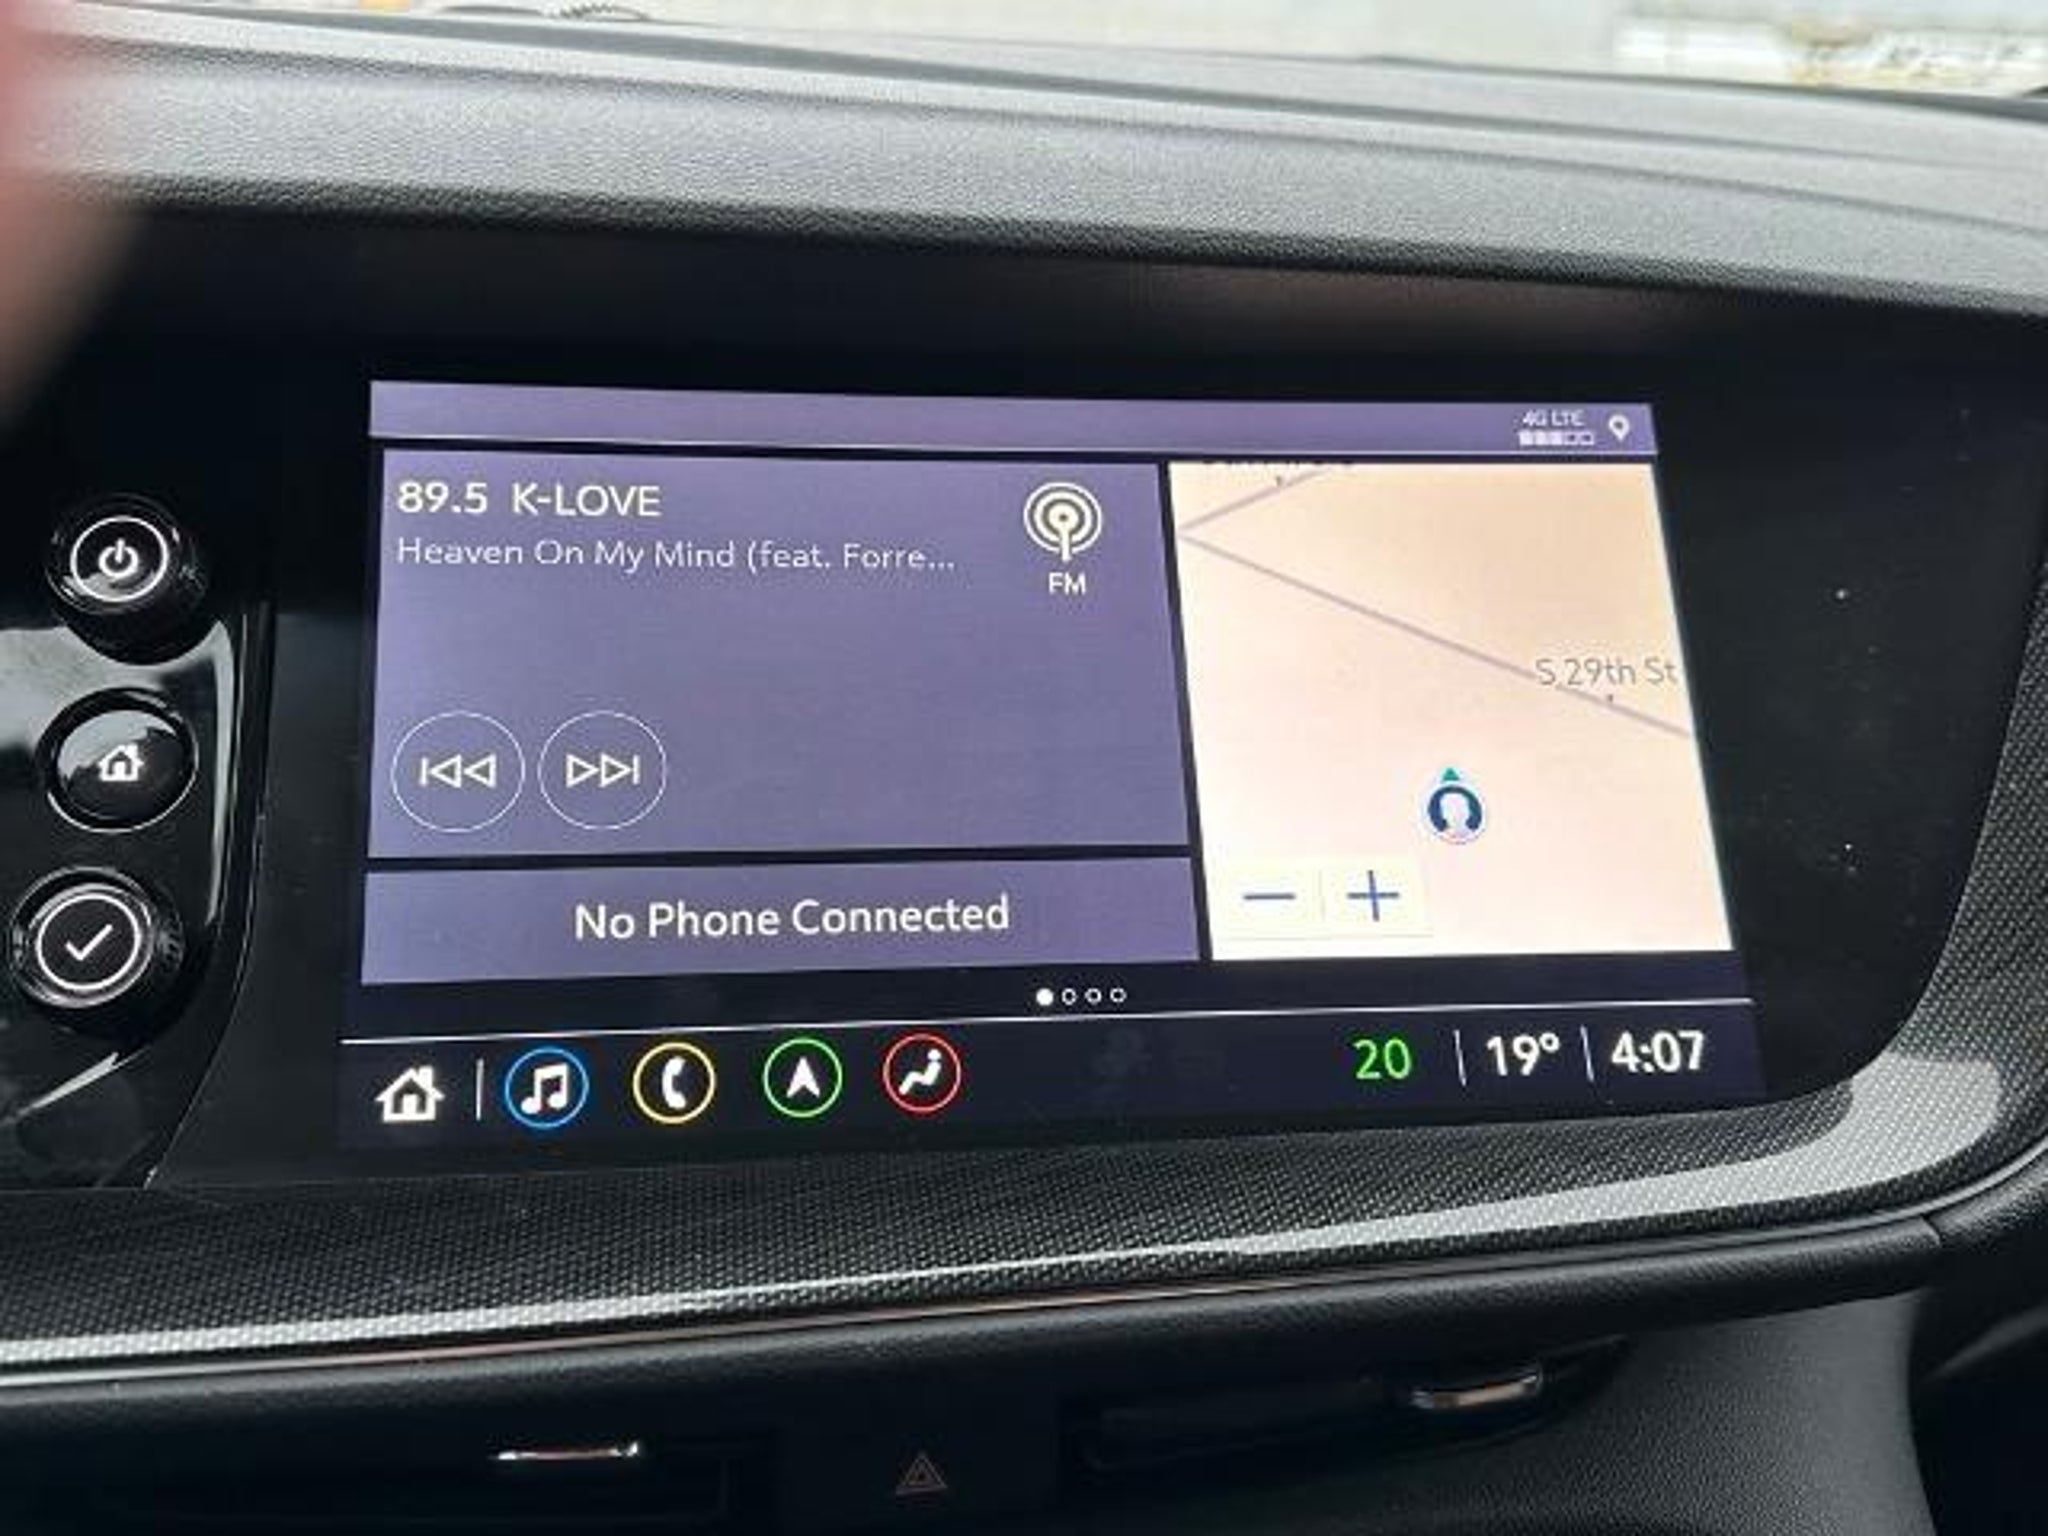 4G LTE
89.5 K-LOVE
Heaven On My Mind (feat. Forre...
FM
S 29th St
No Phone Connected
20
19°
4:07